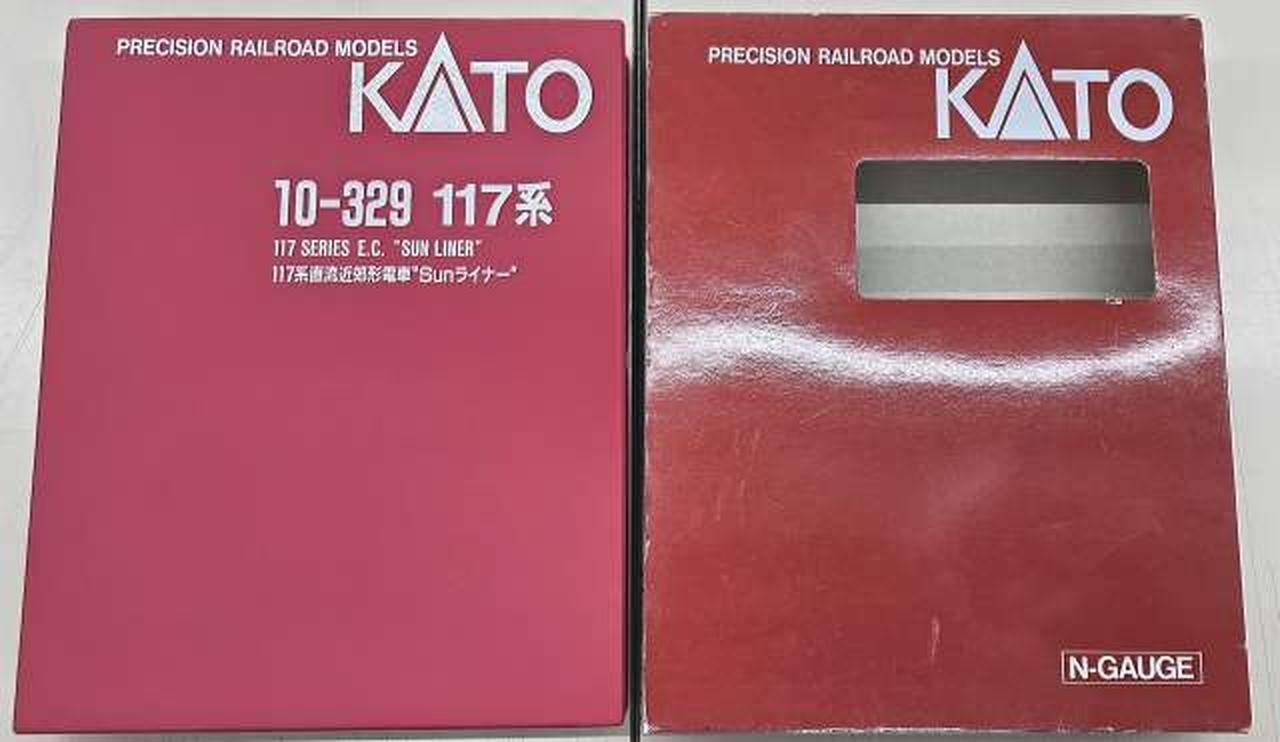 PRECISION RAILROAD MODELS
KATO
10-329 117系
117 SERIES E.C. "SUN LINER"
117系直流近郊形電車"Sunライナー"
PRECISION RAILROAD MODELS
KATO
N-GAUGE